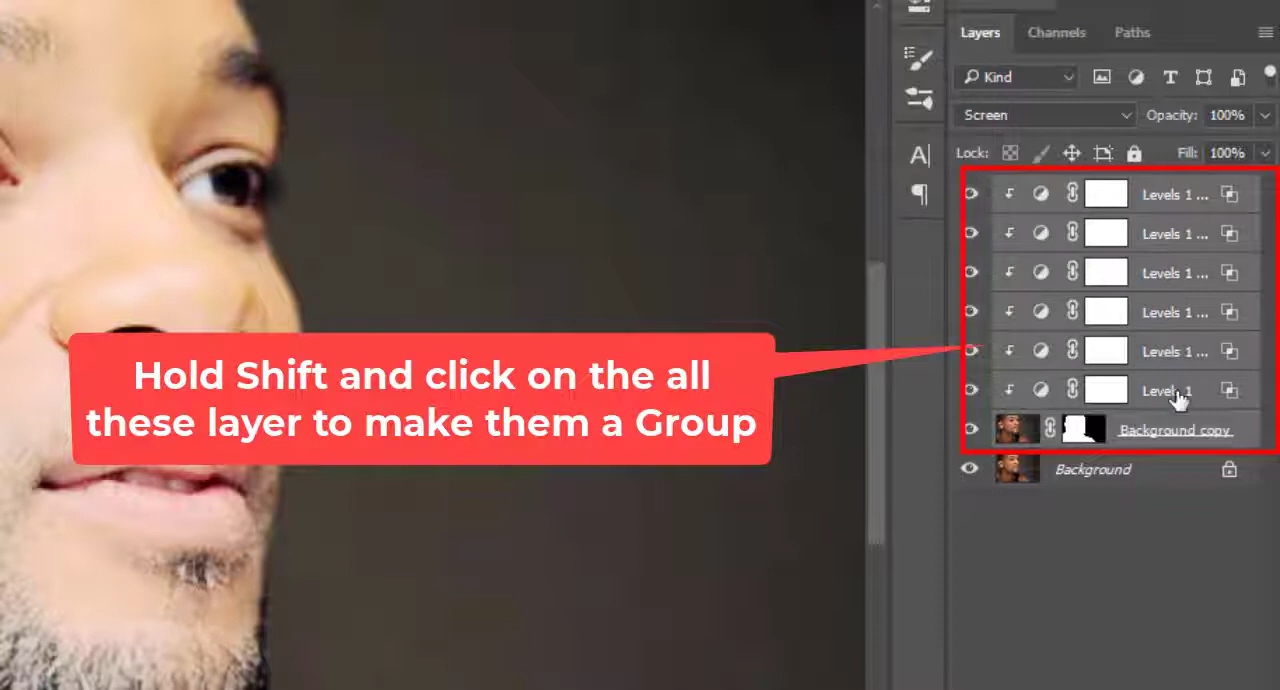 Layers Channels Paths
Kind
Screen Opacity: 100%
Lock: Fill: 100%
Levels 1 ...
Levels 1 ...
Levels 1 ...
Levels 1 ...
Levels 1 ...
Levels 1
Background copy
Background
Hold Shift and click on the all
these layer to make them a Group